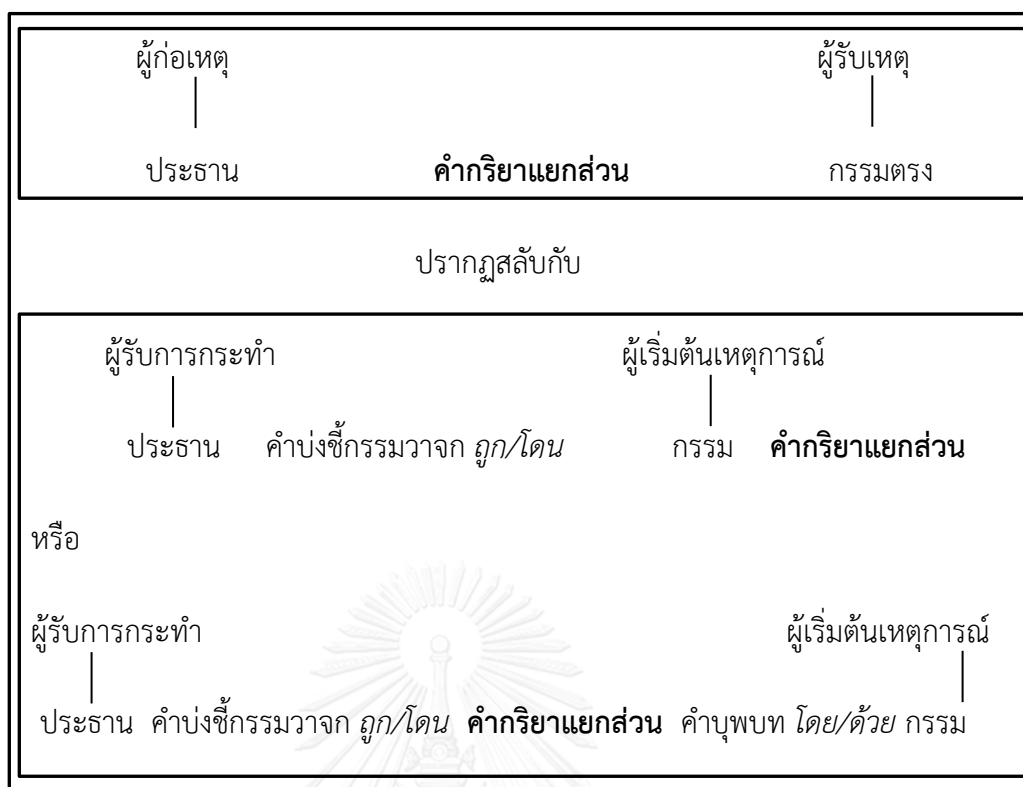 ผู้ก่อเหตุ ผู้รับเหตุ
ประธาน คำกริยาแยกส่วน กรรมตรง
ปรากฏสลับกับ
ผู้รับการกระทำ ผู้เริ่มต้นเหตุการณ์
ประธาน คำบ่งชี้กรรมวาจก ถูก/โดน กรรม คำกริยาแยกส่วน
หรือ
ผู้รับการกระทำ ผู้เริ่มต้นเหตุการณ์
ประธาน คำบ่งชี้กรรมวาจก ถูก/โดน คำกริยาแยกส่วน คำบุพบท โดย/ด้วย กรรม